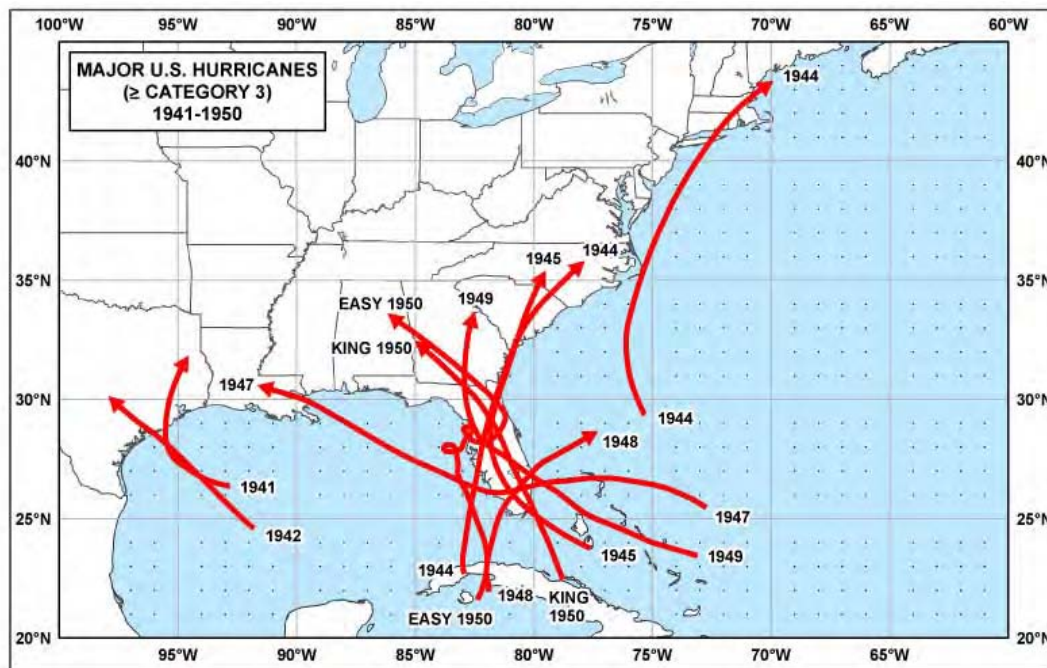 100°W 95°W 90°W 85°W 80°W 75°W 70°W 65°W 60°W
MAJOR U.S. HURRICANES
(≥ CATEGORY 3)
1941-1950
1944
40°N 40°N
1945 1944
35°N 35°N
EASY 1950 1949
KING 1950
1947
30°N 30°N
1944
1948
1941
1947
25°N 25°N
1942
1945 1949
1944
1948 KING
1950
EASY 1950
20°N 20°N
95°W 90°W 85°W 80°W 75°W 70°W 65°W